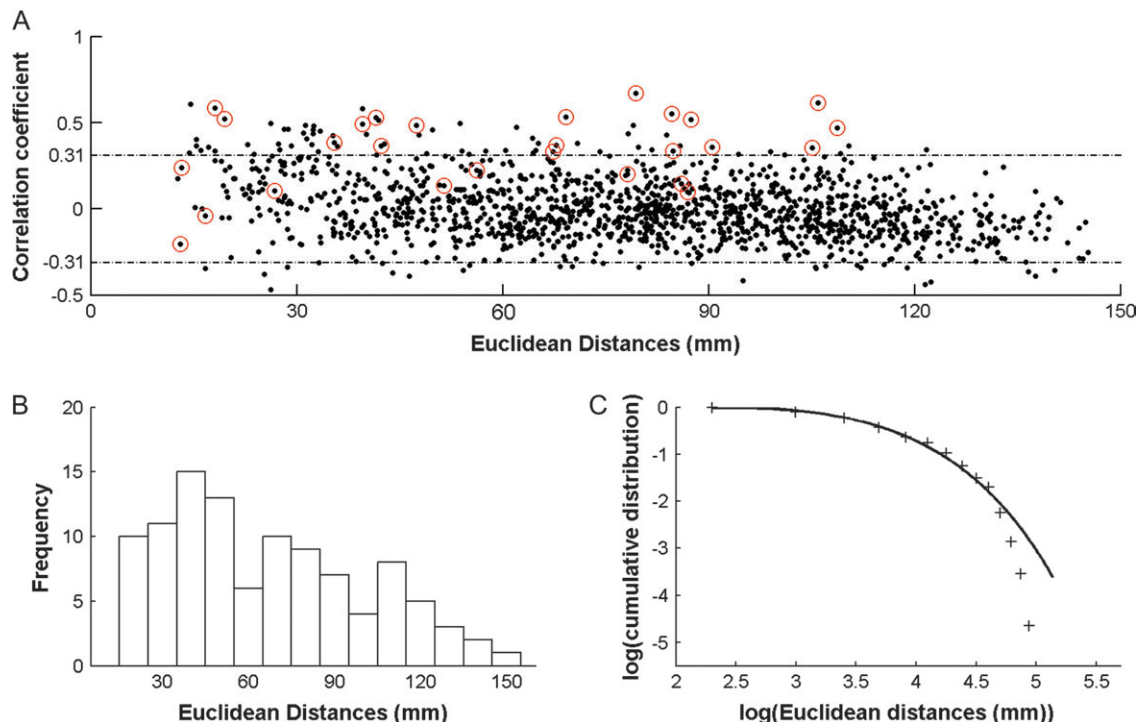 A
Correlation coefficient
1
0.5
0.31
0
-0.31
-0.5
0 30 60 90 120 150
Euclidean Distances (mm)
B
Frequency
20
15
10
5
0
30 60 90 120 150
Euclidean Distances (mm)
C
log(cumulative distribution)
0
-1
-2
-3
-4
-5
2 2.5 3 3.5 4 4.5 5 5.5
log(Euclidean distances (mm))